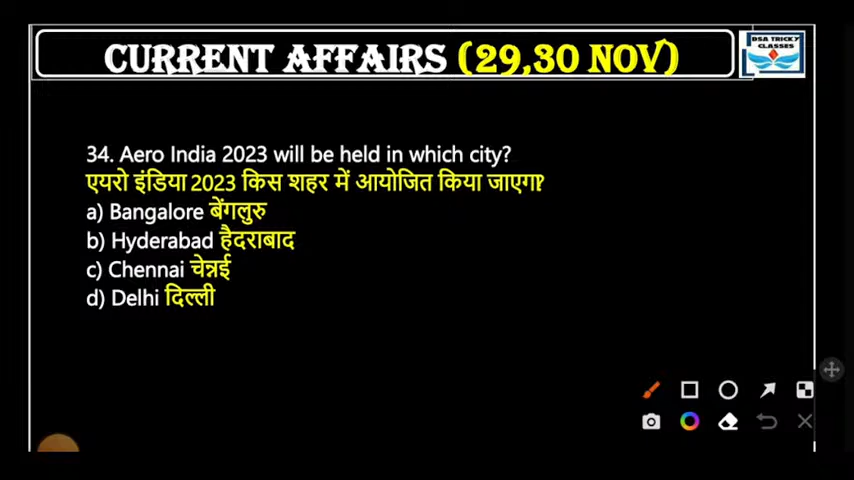 CURRENT AFFAIRS (29,30 NOV)
DSA TRICKY
CLASSES
34. Aero India 2023 will be held in which city?
एयरो इंडिया 2023 किस शहर में आयोजित किया जाएगा?
a) Bangalore बेंगलुरु
b) Hyderabad हैदराबाद
c) Chennai चेन्नई
d) Delhi दिल्ली